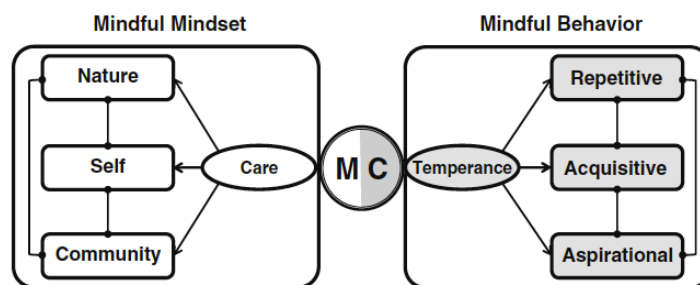 Mindful Mindset
Mindful Behavior
Nature
Self
Community
Care
M C
Temperance
Repetitive
Acquisitive
Aspirational